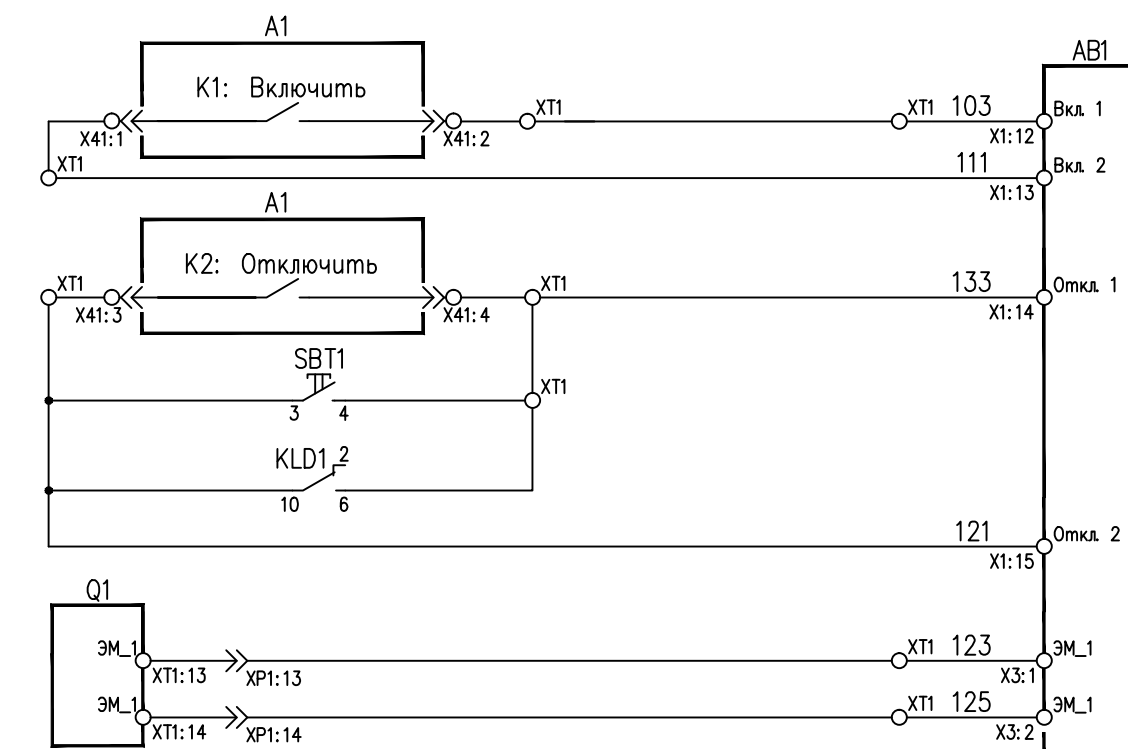 A1
AB1
K1: Включить
XT1
XT1 103
Вкл. 1
X41:1
X41:2
X1:12
XT1
111
Вкл. 2
X1:13
A1
K2: Отключить
XT1
XT1
133
Откл. 1
X41:3
X41:4
X1:14
SBT1
XT1
3 4
KLD1 2
10 6
121
Откл. 2
X1:15
Q1
ЭМ_1
XT1 123
ЭМ_1
XT1:13
XP1:13
X3:1
ЭМ_1
XT1 125
ЭМ_1
XT1:14
XP1:14
X3:2